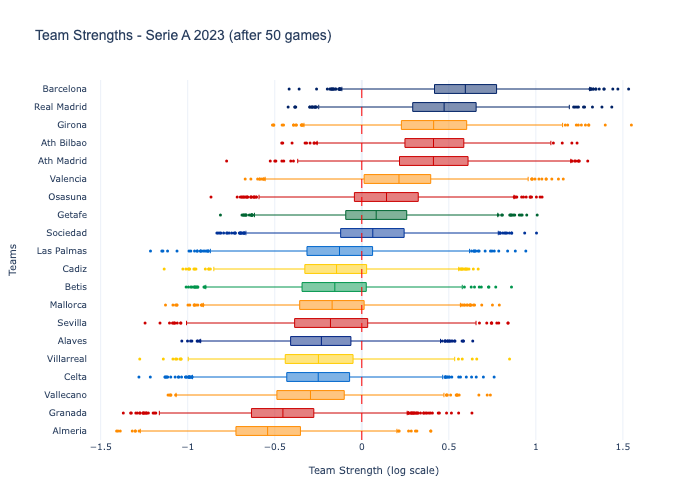 Team Strengths - Serie A 2023 (after 50 games)
Barcelona
Real Madrid
Girona
Ath Bilbao
Ath Madrid
Valencia
Osasuna
Getafe
Sociedad
Las Palmas
Cadiz
Betis
Mallorca
Sevilla
Alaves
Villarreal
Celta
Vallecano
Granada
Almeria
Teams
−1.5 −1 −0.5 0 0.5 1 1.5
Team Strength (log scale)